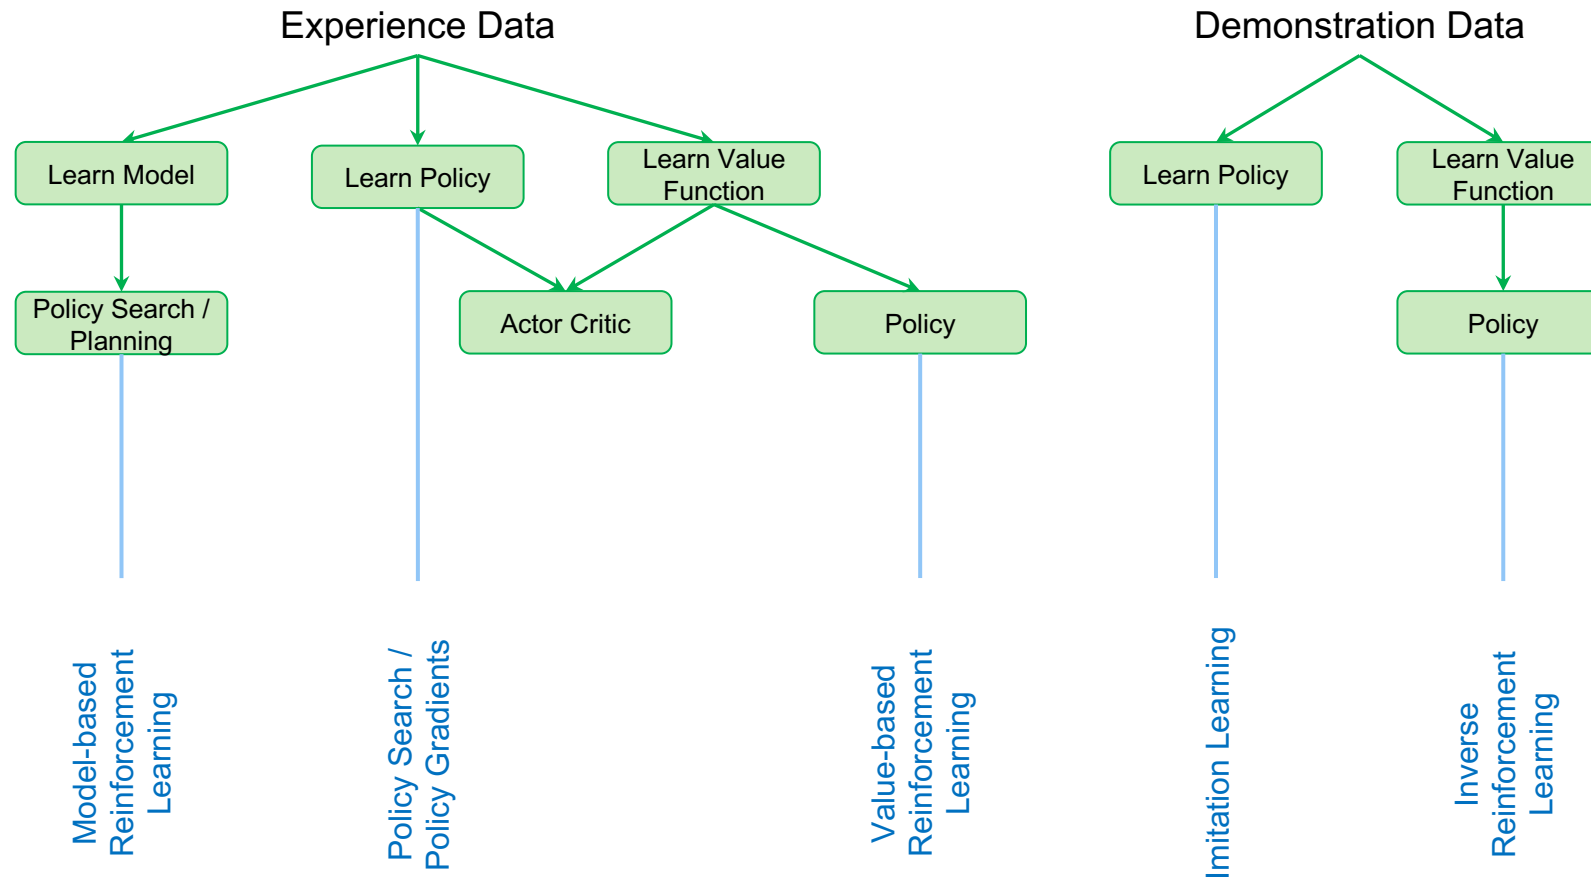 Experience Data
Demonstration Data
Learn Model
Learn Policy
Learn Value
Function
Learn Policy
Learn Value
Function
Policy Search /
Planning
Actor Critic
Policy
Policy
Model-based
Reinforcement
Learning
Policy Search /
Policy Gradients
Value-based
Reinforcement
Learning
Imitation Learning
Inverse
Reinforcement
Learning